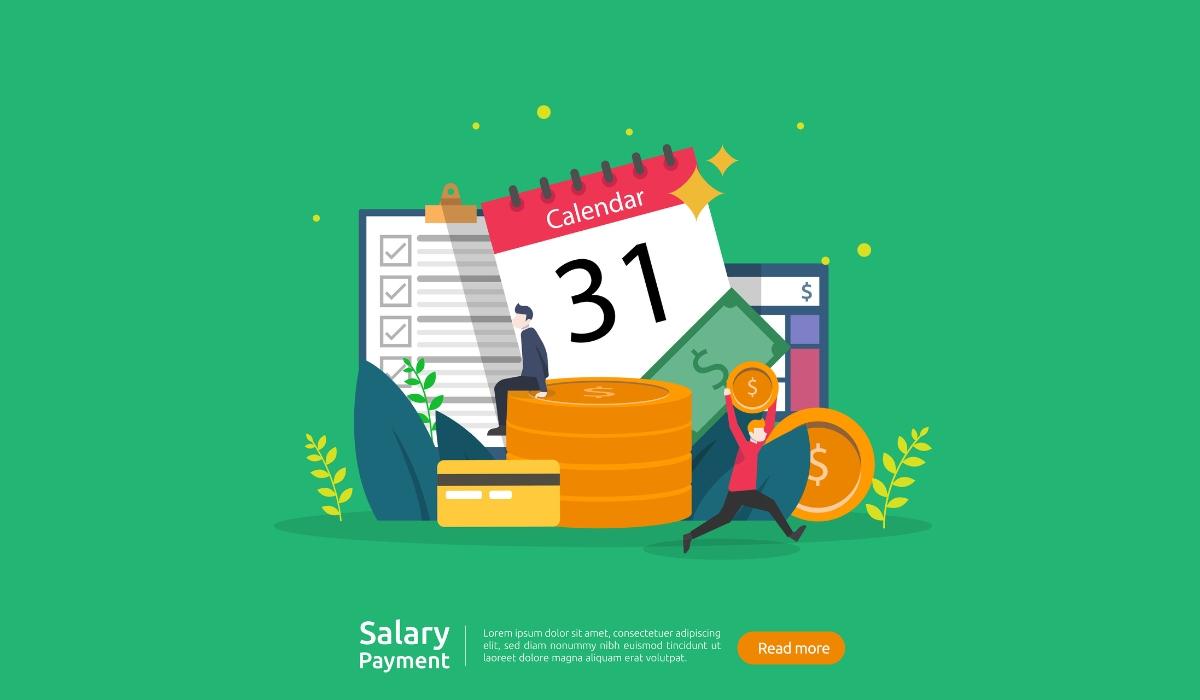 Calendar
31
$
$
$
$
$
Salary
Payment
Lorem ipsum dolor sit amet, consectetuer adipiscing
elit, sed diam nonummy nibh euismod tincidunt ut
laoreet dolore magna aliquam erat volutpat.
Read more